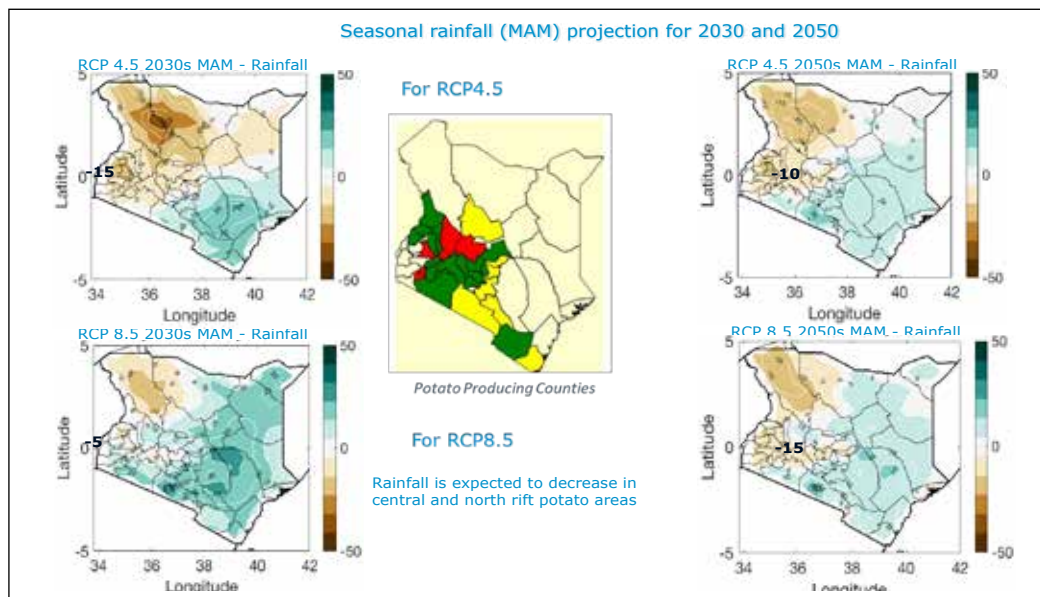 Seasonal rainfall (MAM) projection for 2030 and 2050
RCP 4.5 2030s MAM - Rainfall
5
0
-5
Latitude
-15
34 36 38 40 42
Longitude
50
0
-50
For RCP4.5
Potato Producing Counties
RCP 4.5 2050s MAM - Rainfall
5
0
-5
Latitude
-10
34 36 38 40 42
Longitude
50
0
-50
RCP 8.5 2030s MAM - Rainfall
5
0
-5
Latitude
-5
34 36 38 40 42
Longitude
50
0
-50
For RCP8.5
Rainfall is expected to decrease in
central and north rift potato areas
RCP 8.5 2050s MAM - Rainfall
5
0
-5
Latitude
-15
34 36 38 40 42
Longitude
50
0
-50